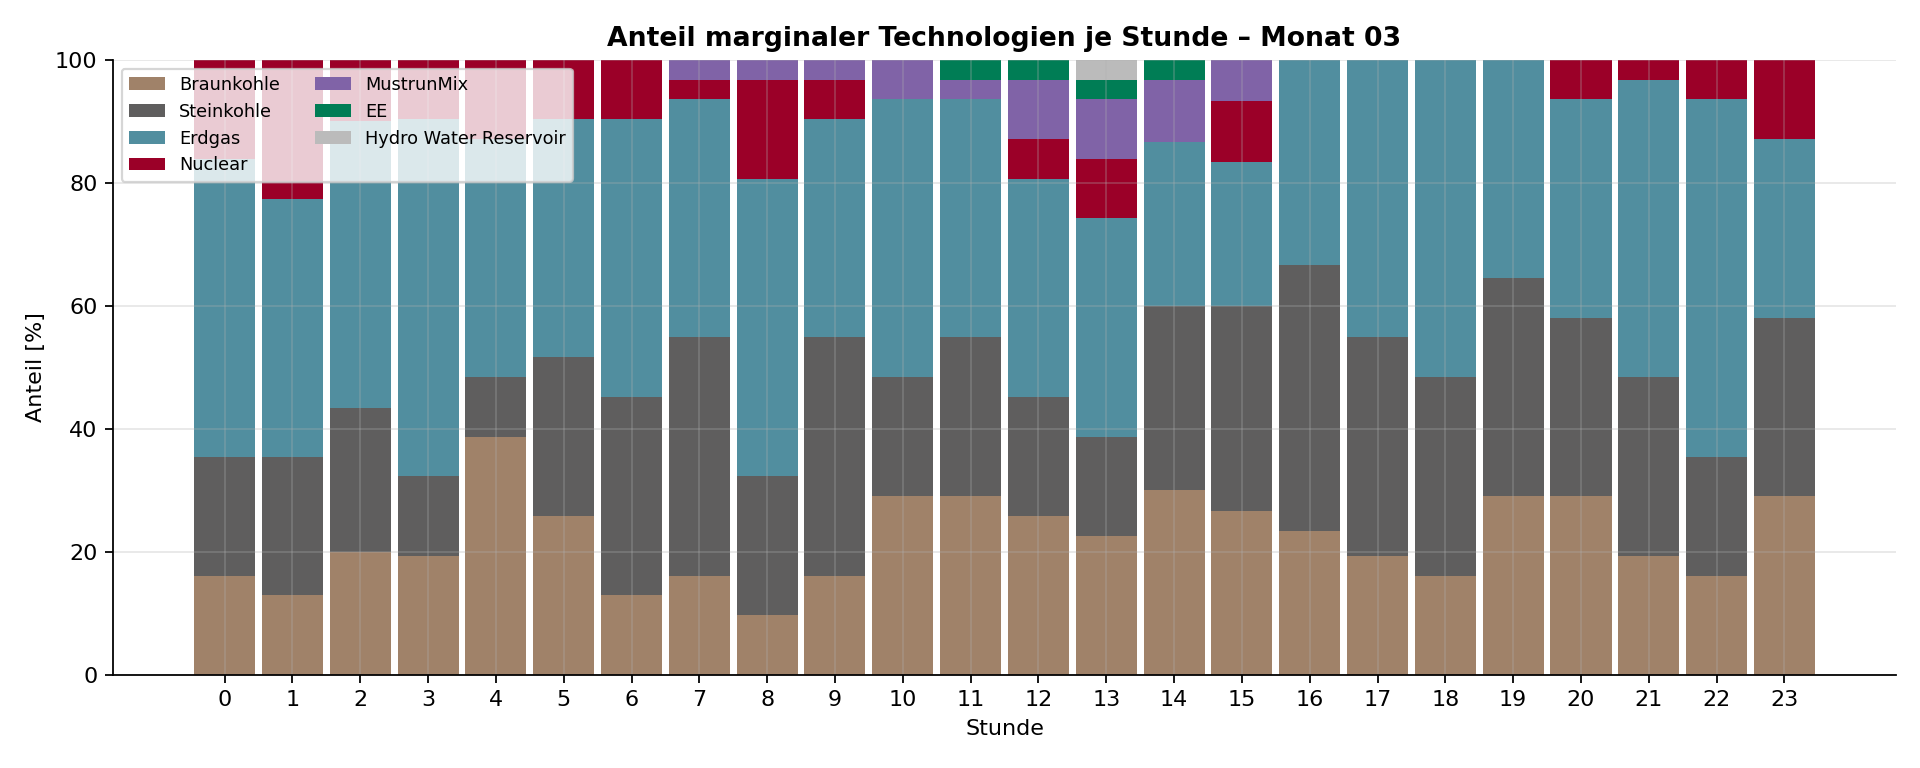 Anteil marginaler Technologien je Stunde – Monat 03
Braunkohle
Steinkohle
Erdgas
Nuclear
MustrunMix
EE
Hydro Water Reservoir
Anteil [%]
100
80
60
40
20
0
0 1 2 3 4 5 6 7 8 9 10 11 12 13 14 15 16 17 18 19 20 21 22 23
Stunde